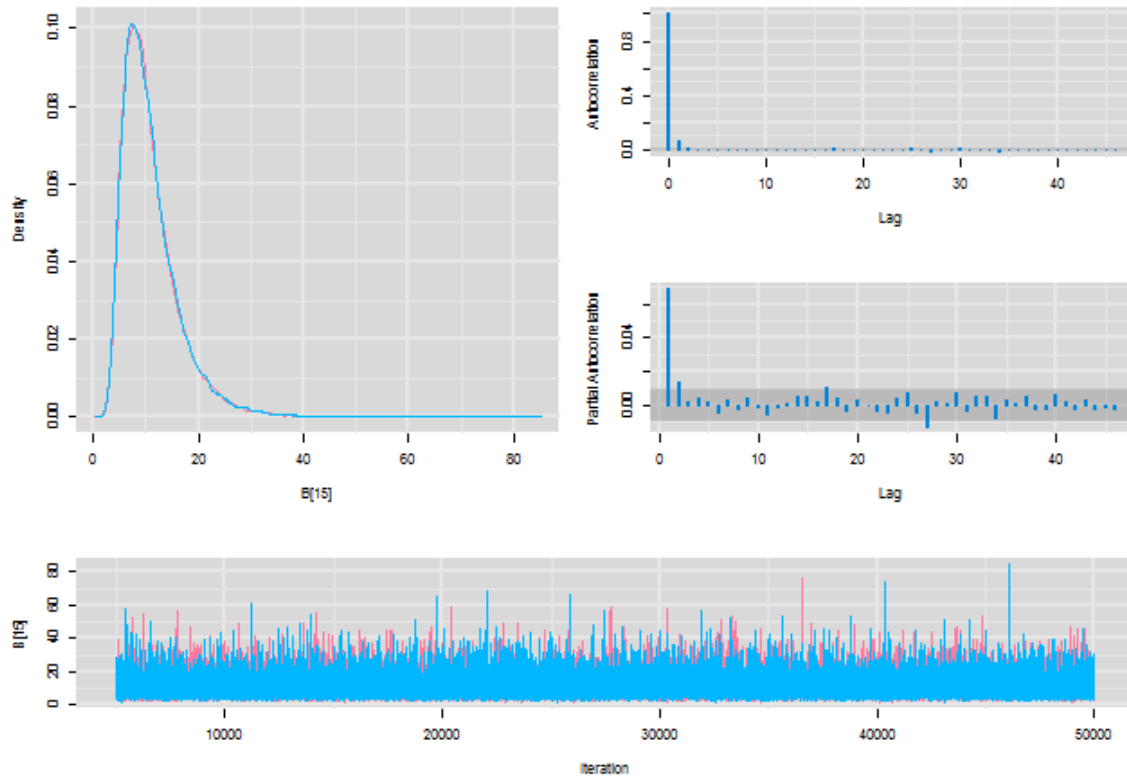 0.10
0.08
0.06
0.04
0.02
0.00
Density
0 20 40 60 80
B[15]
0.8
0.4
0.0
Autocorrelation
0 10 20 30 40
Lag
0.04
0.00
Partial Autocorrelation
0 10 20 30 40
Lag
80
60
40
20
0
B[15]
10000 20000 30000 40000 50000
Iteration